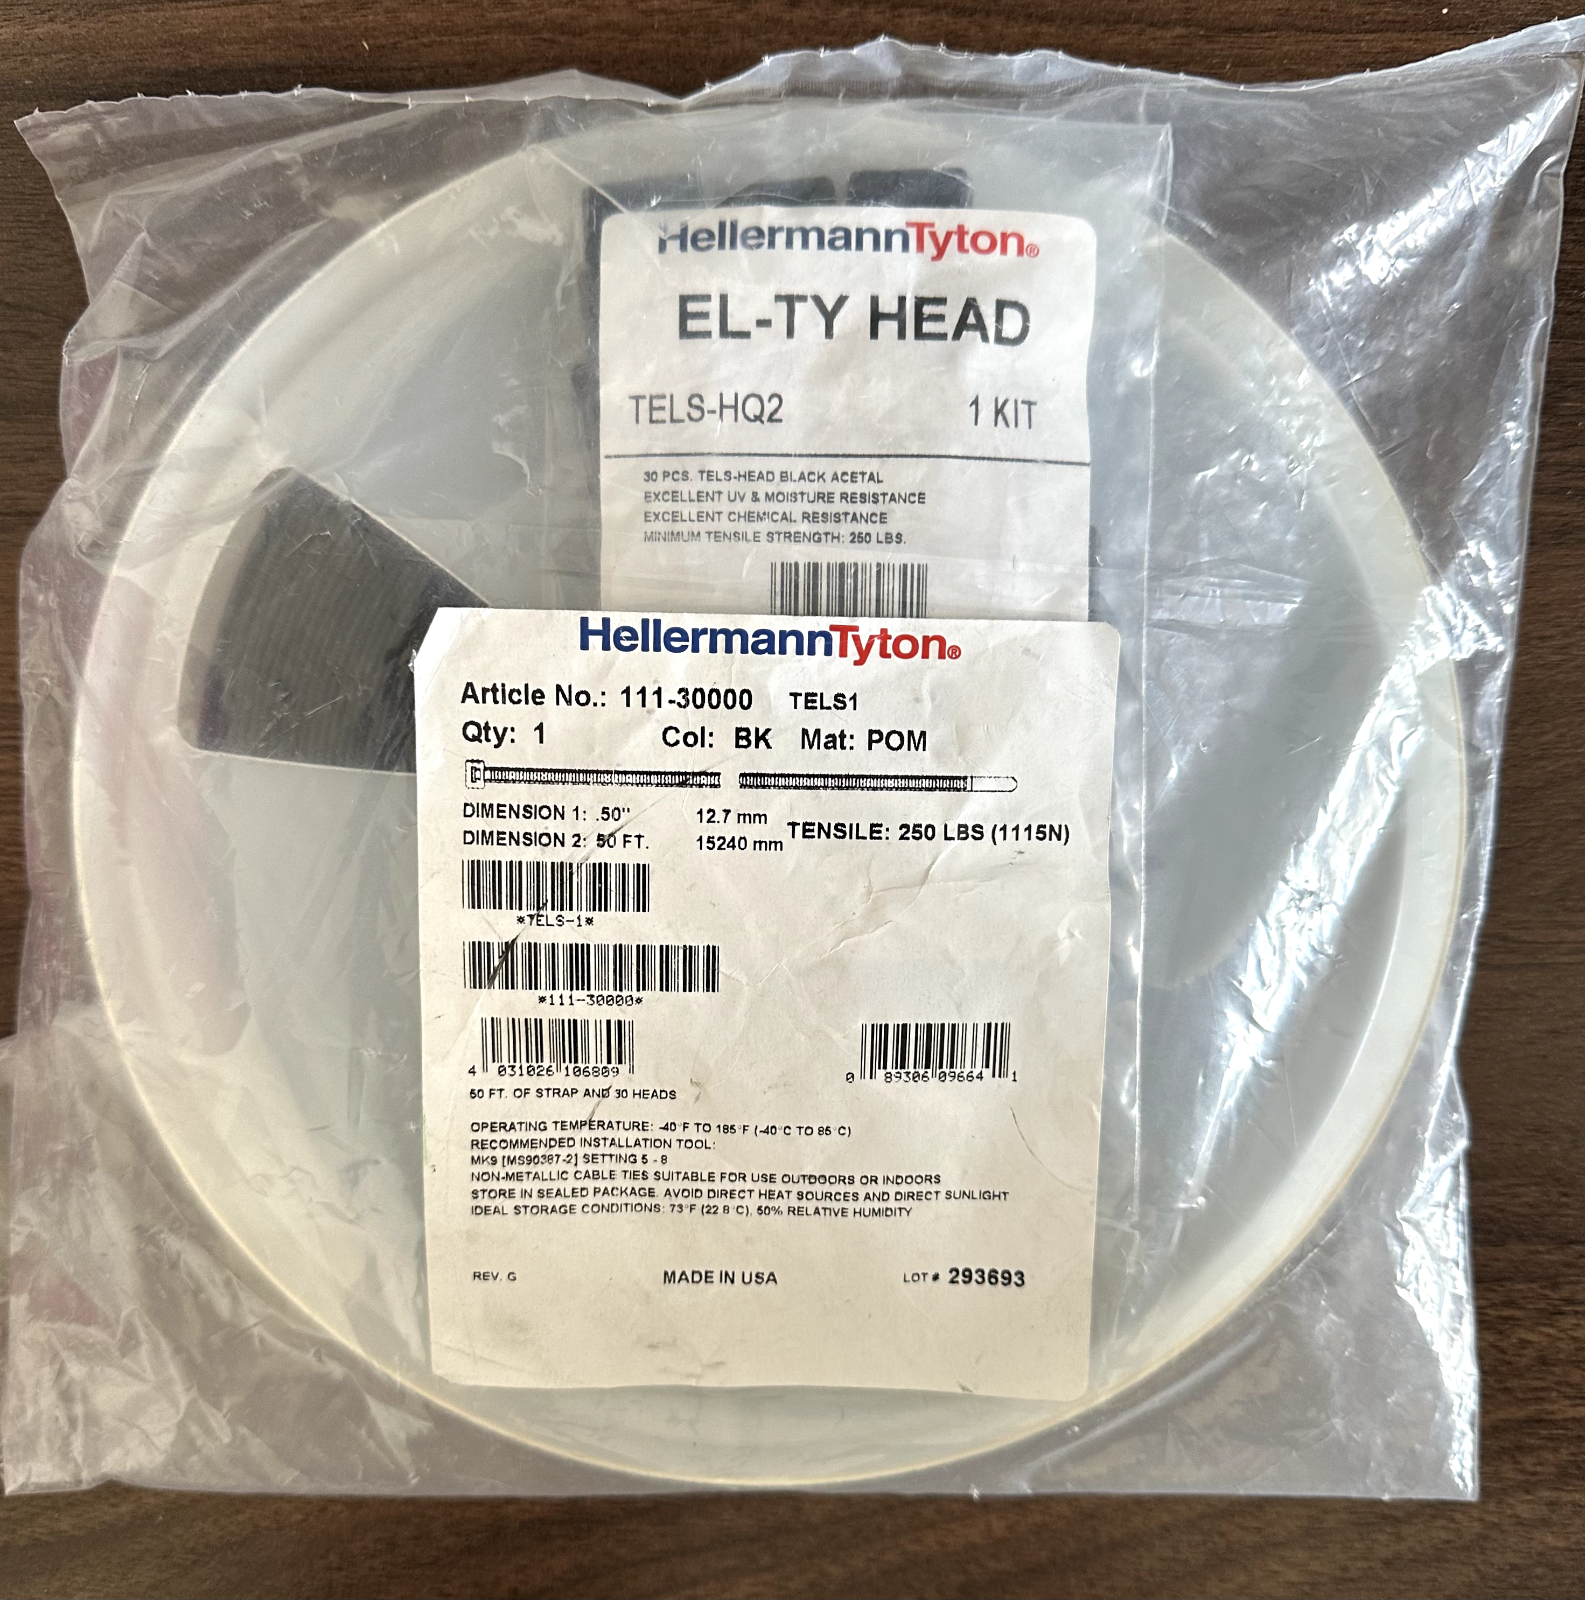 HellermannTyton®
EL-TY HEAD
TELS-HQ2 1 KIT
30 PCS. TELS-HEAD BLACK ACETAL
EXCELLENT UV & MOISTURE RESISTANCE
EXCELLENT CHEMICAL RESISTANCE
MINIMUM TENSILE STRENGTH: 250 LBS.
HellermannTyton®
Article No.: 111-30000 TELS1
Qty: 1 Col: BK Mat: POM
DIMENSION 1: .50" 12.7 mm
DIMENSION 2: 50 FT. 15240 mm TENSILE: 250 LBS (1115N)
*TELS-1*
*111-30000*
4 031026 106809
0 89306 09664 1
50 FT. OF STRAP AND 30 HEADS
OPERATING TEMPERATURE: -40°F TO 185°F (-40°C TO 85°C)
RECOMMENDED INSTALLATION TOOL:
MK9 [MS90387-2] SETTING 5 - 8
NON-METALLIC CABLE TIES SUITABLE FOR USE OUTDOORS OR INDOORS
STORE IN SEALED PACKAGE. AVOID DIRECT HEAT SOURCES AND DIRECT SUNLIGHT
IDEAL STORAGE CONDITIONS: 73°F (22.8°C), 50% RELATIVE HUMIDITY
REV. G MADE IN USA LOT # 293693